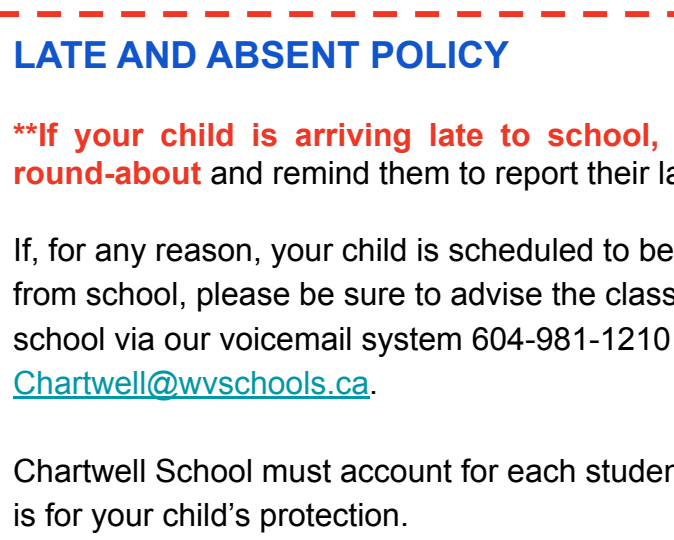 LATE AND ABSENT POLICY
**If your child is arriving late to school,
round-about and remind them to report their
If, for any reason, your child is scheduled to be
from school, please be sure to advise the class
school via our voicemail system 604-981-1210
Chartwell@wvschools.ca.
Chartwell School must account for each
is for your child’s protection.